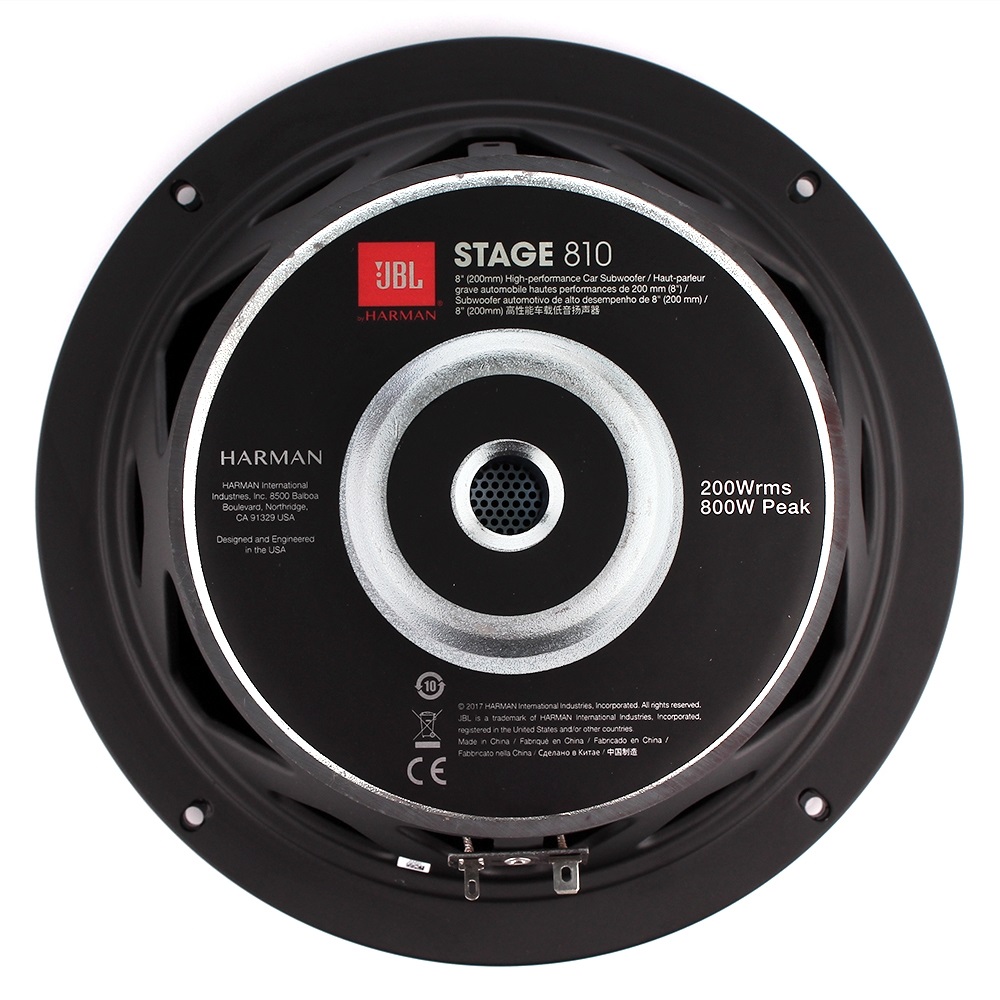 JBL
by HARMAN
STAGE 810
8" (200mm) High-performance Car Subwoofer / Haut-parleur
grave automobile hautes performances de 200 mm (8") /
Subwoofer automotivo de alto desempenho de 8" (200 mm) /
8" (200mm) 高性能车载低音扬声器
HARMAN
HARMAN International
Industries, Inc. 8500 Balboa
Boulevard, Northridge,
CA 91329 USA
Designed and Engineered
in the USA
200Wrms
800W Peak
10
© 2017 HARMAN International Industries, Incorporated. All rights reserved.
JBL is a trademark of HARMAN International Industries, Incorporated,
registered in the United States and/or other countries.
Made in China / Fabriqué en China / Fabricado en China /
Fabbricato nella China / Сделано в Китае / 中国制造
CE